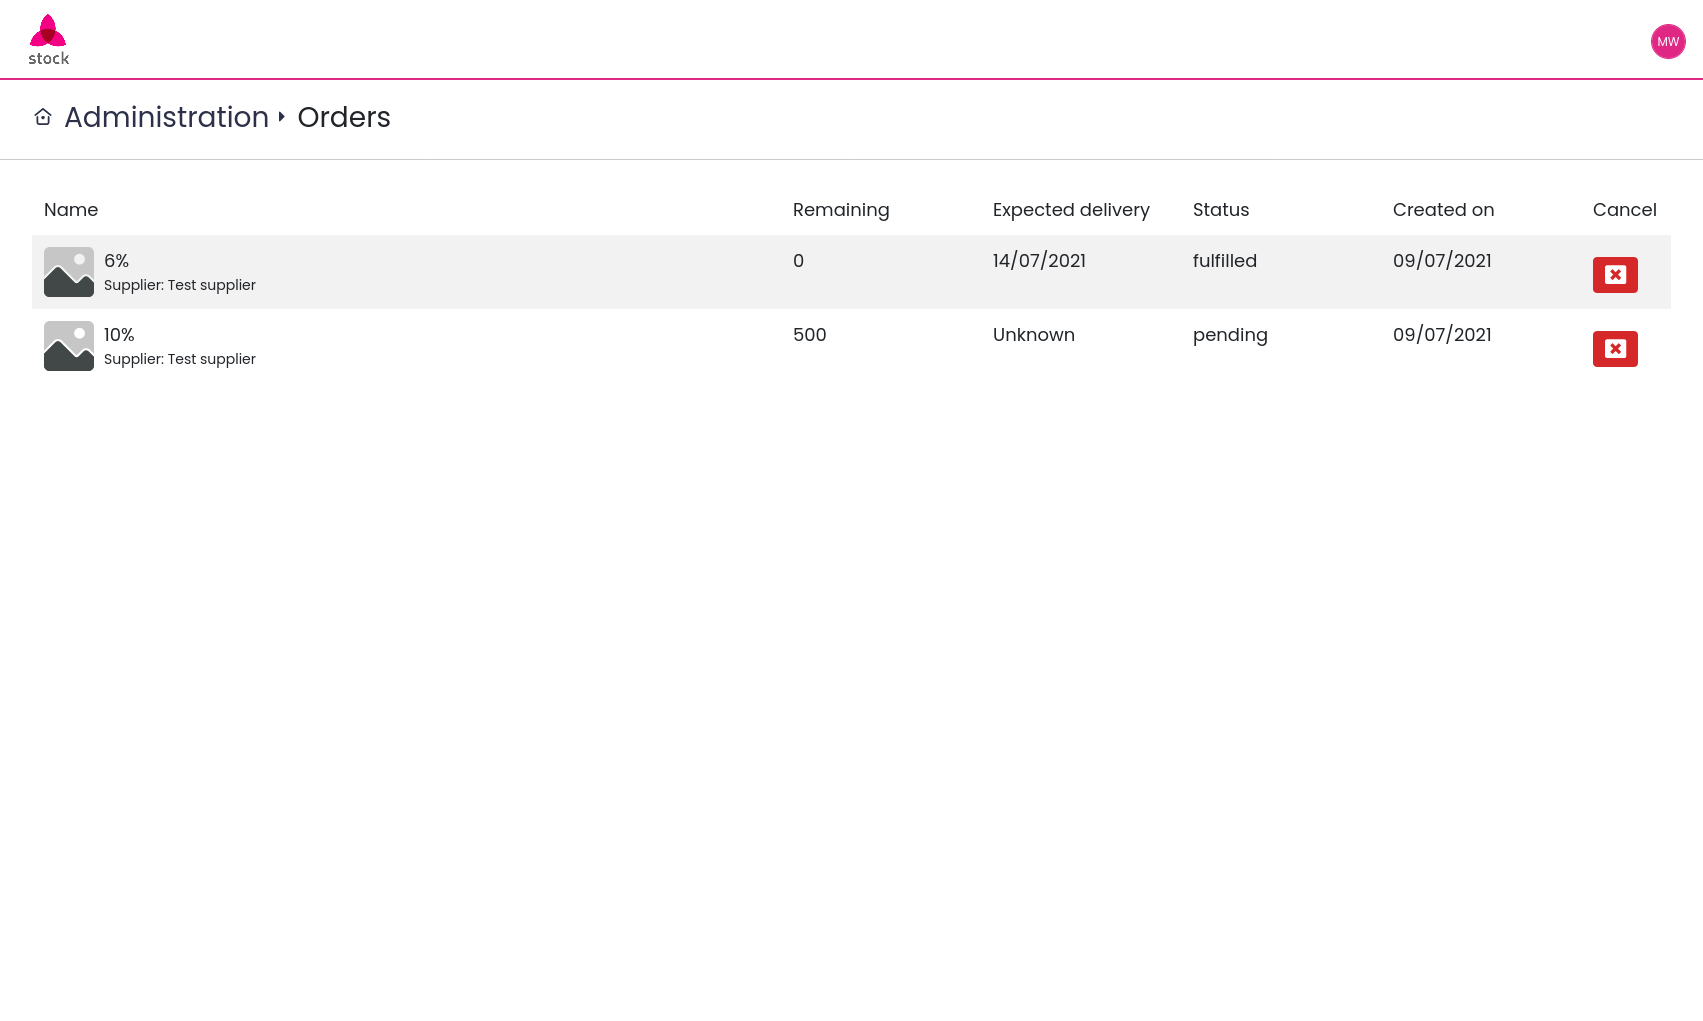 stock
MW
Administration Orders
Name Remaining Expected delivery Status Created on Cancel
6% 0 14/07/2021 fulfilled 09/07/2021
Supplier: Test supplier
10% 500 Unknown pending 09/07/2021
Supplier: Test supplier